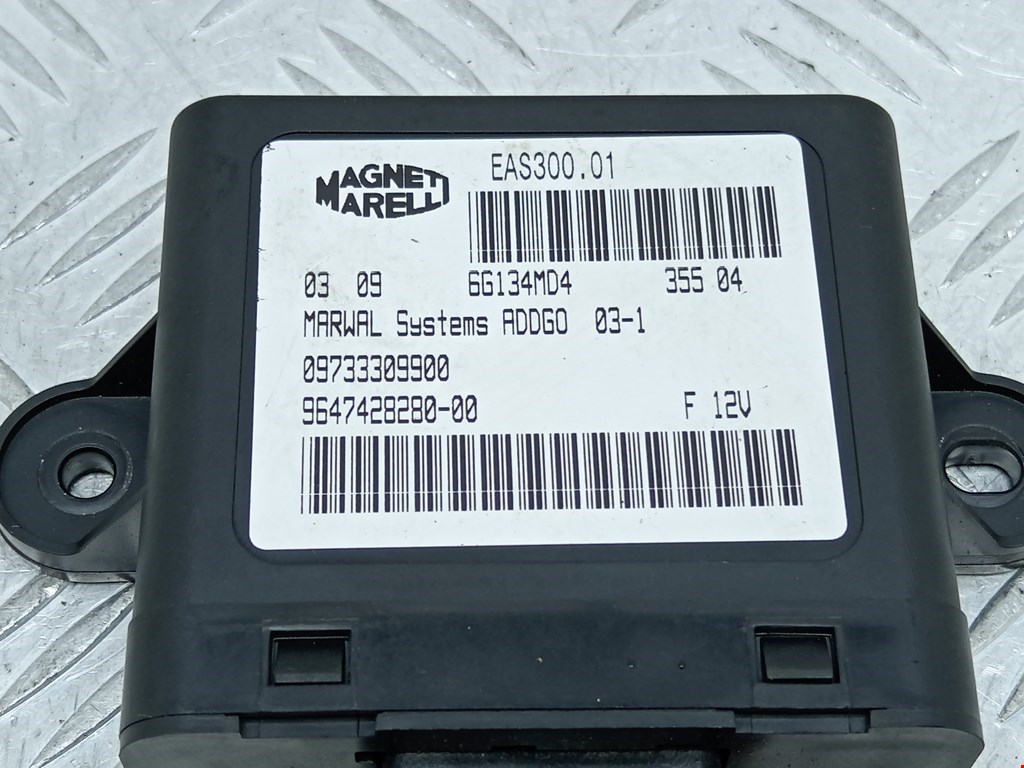 MAGNETI
MARELLI
EAS300.01
03 09 6G134MD4 355 04
MARWAL Systems ADDGO 03-1
09733309900
9647428280-00 F 12V